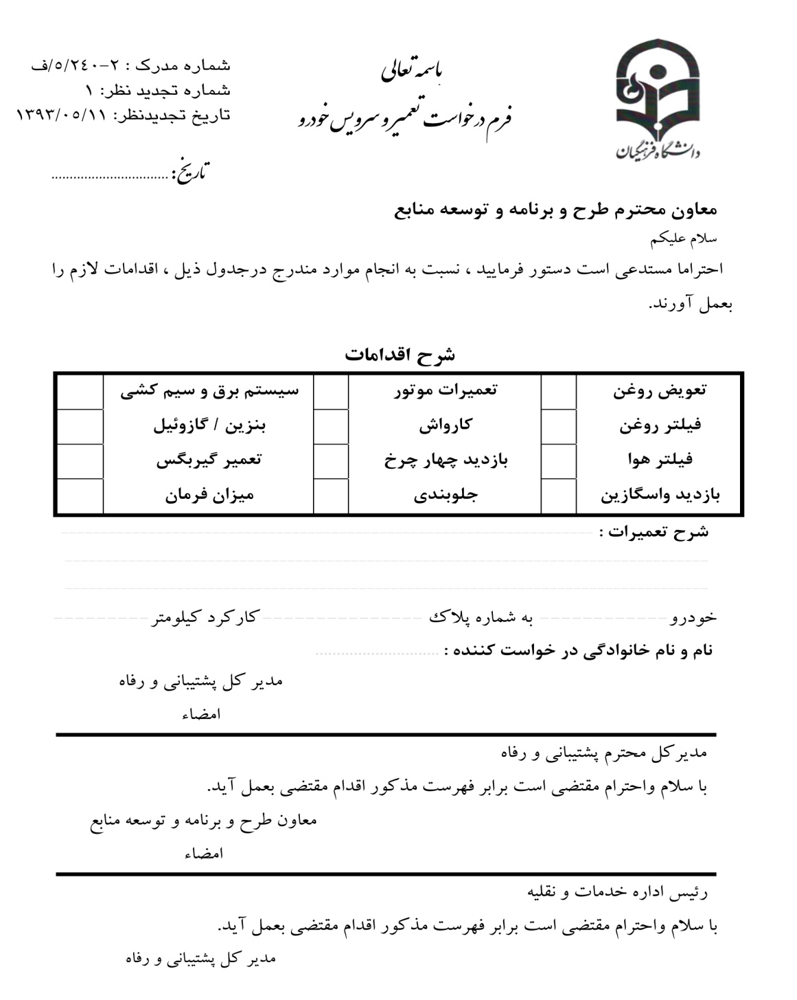 دانشگاه فرهنگیان
باسمه تعالی
فرم درخواست تعمیر و سرویس خودرو
شماره مدرک : ۲-۵/۲۴۰/ف
شماره تجدید نظر: ۱
تاریخ تجدیدنظر: ۱۳۹۳/۰۵/۱۱
تاریخ: ................................
معاون محترم طرح و برنامه و توسعه منابع
سلام علیکم
احتراما مستدعی است دستور فرمایید ، نسبت به انجام موارد مندرج درجدول ذیل ، اقدامات لازم را
بعمل آورند.
شرح اقدامات
تعویض روغن تعمیرات موتور سیستم برق و سیم کشی
فیلتر روغن کارواش بنزین / گازوئیل
فیلتر هوا بازدید چهار چرخ تعمیر گیربگس
بازدید واسگازین جلوبندی میزان فرمان
شرح تعمیرات :
خودرو ------------- به شماره پلاک ---------------- کارکرد کیلومتر ----------
نام و نام خانوادگی در خواست کننده : ..........................
مدیر کل پشتیبانی و رفاه
امضاء
مدیرکل محترم پشتیبانی و رفاه
با سلام واحترام مقتضی است برابر فهرست مذکور اقدام مقتضی بعمل آید.
معاون طرح و برنامه و توسعه منابع
امضاء
رئیس اداره خدمات و نقلیه
با سلام واحترام مقتضی است برابر فهرست مذکور اقدام مقتضی بعمل آید.
مدیر کل پشتیبانی و رفاه